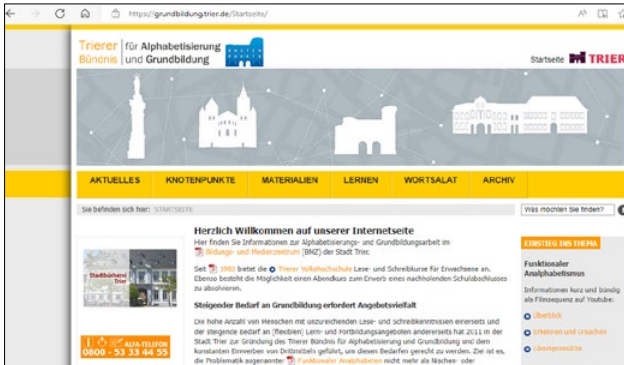 https://grundbildung.trier.de/Startseite/
Trierer für Alphabetisierung
Bündnis und Grundbildung
KNOTEN
PUNKTE
Startseite TRIER
AKTUELLES KNOTENPUNKTE MATERIALIEN LERNEN WORTSALAT ARCHIV
Sie befinden sich hier: STARTSEITE
Was möchten Sie finden?
Herzlich Willkommen auf unserer Internetseite
Hier finden Sie Informationen zur Alphabetisierungs- und Grundbildungsarbeit im
Bildungs- und Medienzentrum (BMZ) der Stadt Trier.
Seit 1983 bietet die Trierer Volkshochschule Lese- und Schreibkurse für Erwachsene an.
Ebenso besteht die Möglichkeit einen Abendkurs zum Erwerb eines nachholenden Schulabschlusses
zu absolvieren.
Steigender Bedarf an Grundbildung erfordert Angebotsvielfalt
Die hohe Anzahl von Menschen mit unzureichenden Lese- und Schreibkenntnissen einerseits und
der steigende Bedarf an (flexiblen) Lern- und Fortbildungsangeboten andererseits hat 2011 in der
Stadt Trier zur Gründung des Trierer Bündnis für Alphabetisierung und Grundbildung und dem
konstanten Einwerben von Drittmitteln geführt, um diesen Bedarfen gerecht zu werden. Ziel ist es,
die Problematik sogenannter Funktionaler Analphabeten nicht mehr als Nischen- oder
Stadtbücherei
Trier
ALFA-TELEFON
0800 - 53 33 44 55
EINSTIEG INS THEMA
Funktionaler
Analphabetismus
Informationen kurz und bündig
als Filmsequenz auf Youtube:
Überblick
Erkennen und Ursachen
Lösungsansätze